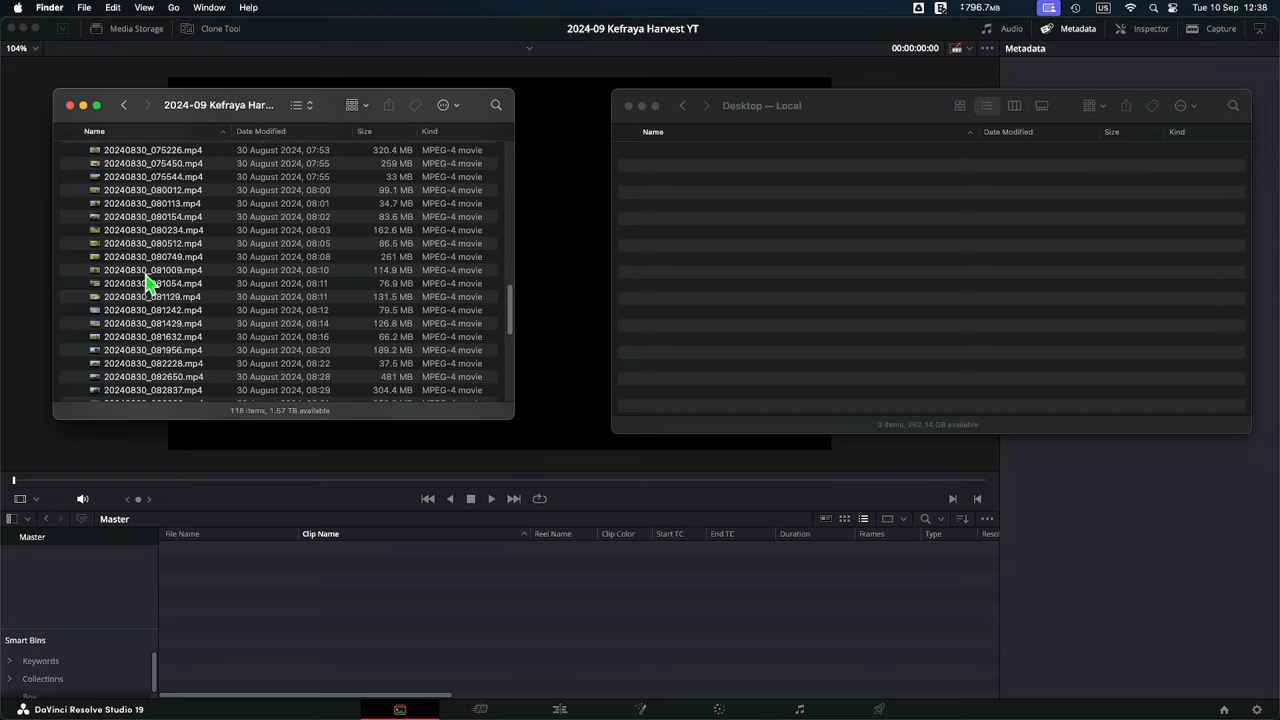 Finder File Edit View Go Window Help 796.7MB US Tue 10 Sep 12:38
Media Storage Clone Tool 2024-09 Kefraya Harvest YT Audio Metadata Inspector Capture
104% 00:00:00:00 Metadata
2024-09 Kefraya Har...
Name Date Modified Size Kind
20240830_075226.mp4 30 August 2024, 07:53 320.4 MB MPEG-4 movie
20240830_075450.mp4 30 August 2024, 07:55 259 MB MPEG-4 movie
20240830_075544.mp4 30 August 2024, 07:55 33 MB MPEG-4 movie
20240830_080012.mp4 30 August 2024, 08:00 99.1 MB MPEG-4 movie
20240830_080113.mp4 30 August 2024, 08:01 34.7 MB MPEG-4 movie
20240830_080154.mp4 30 August 2024, 08:02 83.6 MB MPEG-4 movie
20240830_080234.mp4 30 August 2024, 08:03 162.6 MB MPEG-4 movie
20240830_080512.mp4 30 August 2024, 08:05 86.5 MB MPEG-4 movie
20240830_080749.mp4 30 August 2024, 08:08 261 MB MPEG-4 movie
20240830_081009.mp4 30 August 2024, 08:10 114.9 MB MPEG-4 movie
20240830_081054.mp4 30 August 2024, 08:11 76.9 MB MPEG-4 movie
20240830_081129.mp4 30 August 2024, 08:11 131.5 MB MPEG-4 movie
20240830_081242.mp4 30 August 2024, 08:12 79.5 MB MPEG-4 movie
20240830_081429.mp4 30 August 2024, 08:14 126.8 MB MPEG-4 movie
20240830_081632.mp4 30 August 2024, 08:16 66.2 MB MPEG-4 movie
20240830_081956.mp4 30 August 2024, 08:20 189.2 MB MPEG-4 movie
20240830_082228.mp4 30 August 2024, 08:22 37.5 MB MPEG-4 movie
20240830_082650.mp4 30 August 2024, 08:28 481 MB MPEG-4 movie
20240830_082837.mp4 30 August 2024, 08:29 304.4 MB MPEG-4 movie
118 items, 1.57 TB available
Desktop — Local
Name Date Modified Size Kind
0 items, 262.14 GB available
Master
File Name Clip Name Reel Name Clip Color Start TC End TC Duration Frames Type Resol
Master
Smart Bins
Keywords
Collections
DaVinci Resolve Studio 19